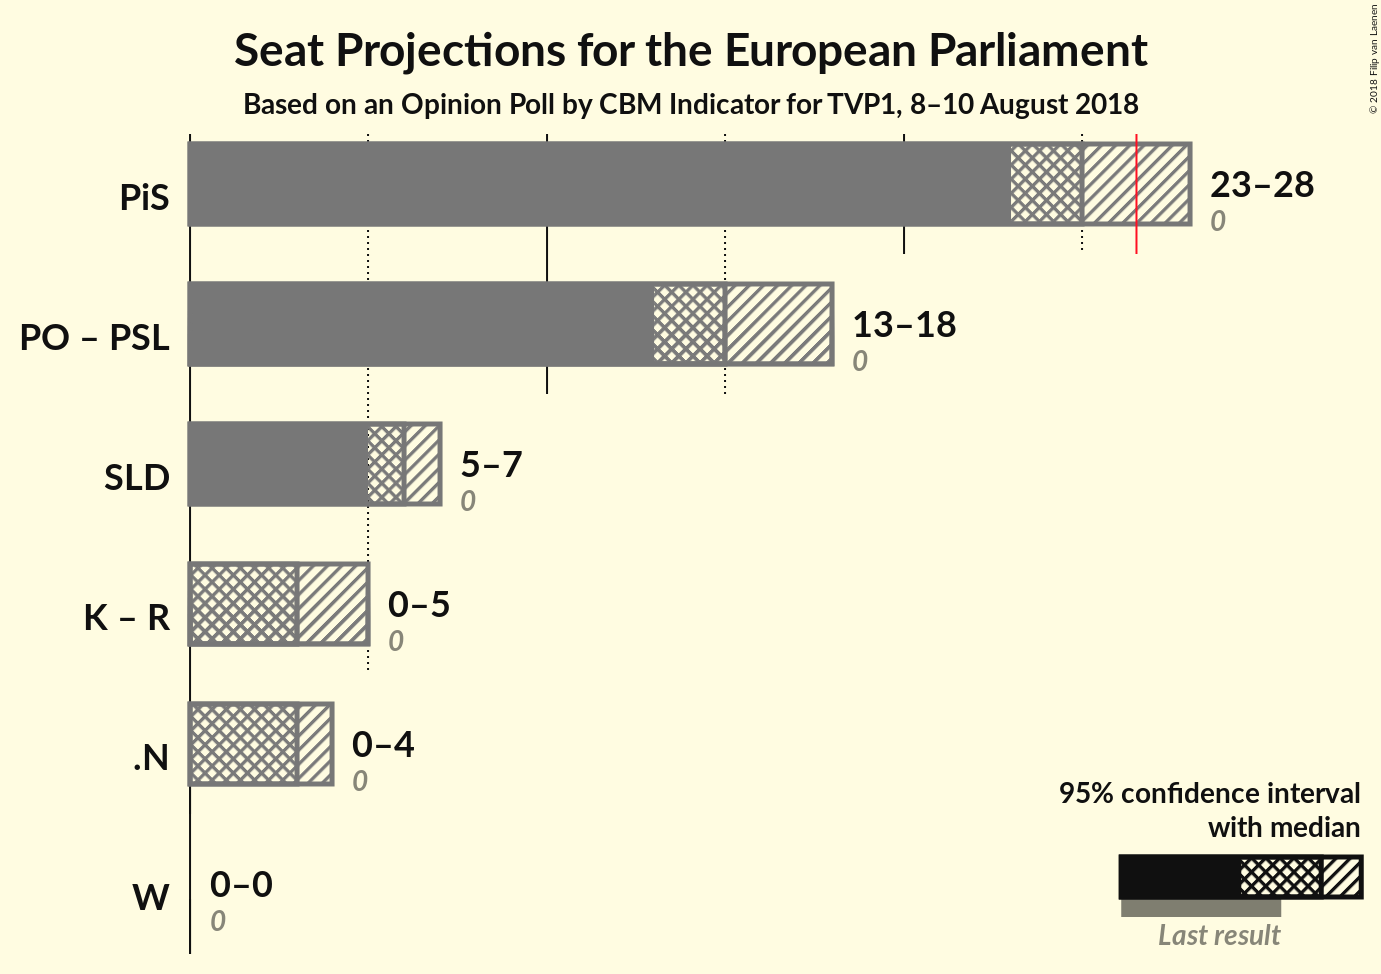 Seat Projections for the European Parliament
Based on an Opinion Poll by CBM Indicator for TVP1, 8–10 August 2018
© 2018 Filip van Laenen
PiS
23–28
0
PO – PSL
13–18
0
SLD
5–7
0
K – R
0–5
0
.N
0–4
0
W
0–0
0
95% confidence interval
with median
Last result